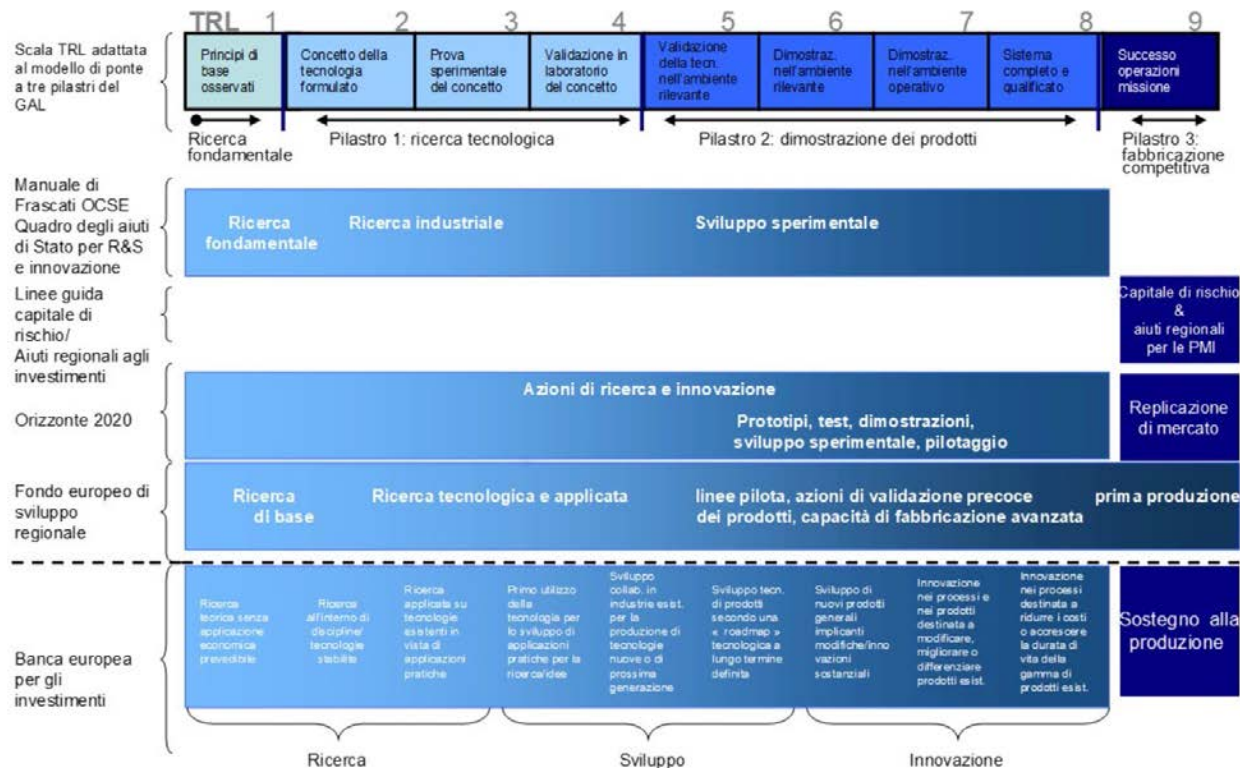 TRL 1 2 3 4 5 6 7 8 9
Scala TRL adattata
al modello di ponte
a tre pilastri del
GAL
Principi di
base
osservati
Concetto della
tecnologia
formulato
Prova
sperimentale
del concetto
Validazione in
laboratorio
del concetto
Validazione
della tecn.
nell'ambiente
rilevante
Dimostraz.
nell'ambiente
rilevante
Dimostraz.
nell'ambiente
operativo
Sistema
completo e
qualificato
Successo
operazioni
missione
Ricerca
fondamentale
Pilastro 1: ricerca tecnologica
Pilastro 2: dimostrazione dei prodotti
Pilastro 3:
fabbricazione
competitiva
Manuale di
Frascati OCSE
Quadro degli aiuti
di Stato per R&S
e innovazione
Ricerca
fondamentale
Ricerca industriale
Sviluppo sperimentale
Linee guida
capitale di
rischio/
Aiuti regionali agli
investimenti
Capitale di rischio
&
aiuti regionali
per le PMI
Orizzonte 2020
Azioni di ricerca e innovazione
Prototipi, test, dimostrazioni,
sviluppo sperimentale, pilotaggio
Replicazione
di mercato
Fondo europeo di
sviluppo
regionale
Ricerca
di base
Ricerca tecnologica e applicata
linee pilota, azioni di validazione precoce
dei prodotti, capacità di fabbricazione avanzata
prima produzione
Banca europea
per gli
investimenti
Ricerca
teorica senza
applicazione
economica
prevedibile
Ricerca
all'interno di
discipline/
tecnologie
stabilite
Ricerca
applicata su
tecnologie
esistenti in
vista di
applicazioni
pratiche
Primo utilizzo
della
tecnologia per
lo sviluppo di
applicazioni
pratiche per la
ricerca/idee
Sviluppo
collab. in
industrie esist.
per la
produzione di
tecnologie
nuove o di
prossima
generazione
Sviluppo tecn.
di prodotti
secondo una
« roadmap »
tecnologica a
lungo termine
definita
Sviluppo di
nuovi prodotti
generali
implicanti
modifiche/inno
vazioni
sostanziali
Innovazione
nei processi e
nei prodotti
destinata a
modificare,
migliorare o
differenziare
prodotti esist.
Innovazione
nei processi
destinata a
ridurre i costi
o accrescere
la durata di
vita della
gamma di
prodotti esist.
Sostegno alla
produzione
Ricerca
Sviluppo
Innovazione